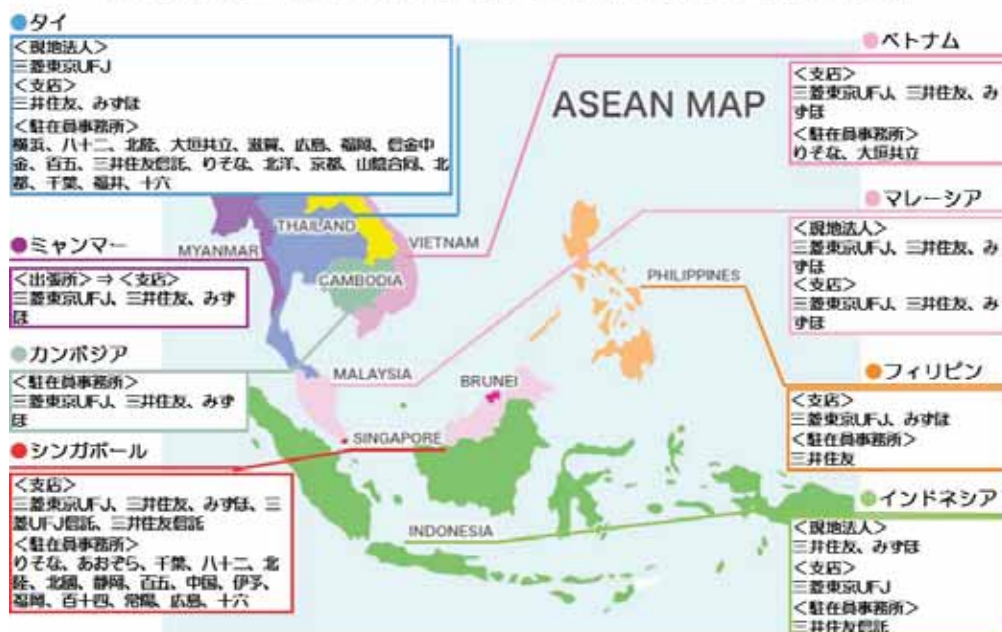 ●タイ
<現地法人>
三菱東京UFJ
<支店>
三井住友、みずほ
<駐在員事務所>
横浜、八十二、北陸、大垣共立、滋賀、広島、福岡、信金中
金、百五、三井住友信託、りそな、北洋、京都、山陰合同、北
都、千葉、福井、十六
●ミャンマー
<出張所>⇒<支店>
三菱東京UFJ、三井住友、みず
ほ
●カンボジア
<駐在員事務所>
三菱東京UFJ、三井住友、みず
ほ
●シンガポール
<支店>
三菱東京UFJ、三井住友、みずほ、三
菱UFJ信託、三井住友信託
<駐在員事務所>
りそな、あおぞら、千葉、八十二、北
陸、北國、静岡、百五、中国、伊予、
福岡、百十四、常陽、広島、十六
ASEAN MAP
THAILAND
MYANMAR
VIETNAM
CAMBODIA
PHILIPPINES
MALAYSIA
BRUNEI
SINGAPORE
INDONESIA
●ベトナム
<支店>
三菱東京UFJ、三井住友、み
ずほ
<駐在員事務所>
りそな、大垣共立
●マレーシア
<現地法人>
三菱東京UFJ、三井住友、み
ずほ
<支店>
三菱東京UFJ、三井住友、み
ずほ
●フィリピン
<支店>
三菱東京UFJ、みずほ
<駐在員事務所>
三井住友
●インドネシア
<現地法人>
三井住友、みずほ
<支店>
三菱東京UFJ
<駐在員事務所>
三井住友信託